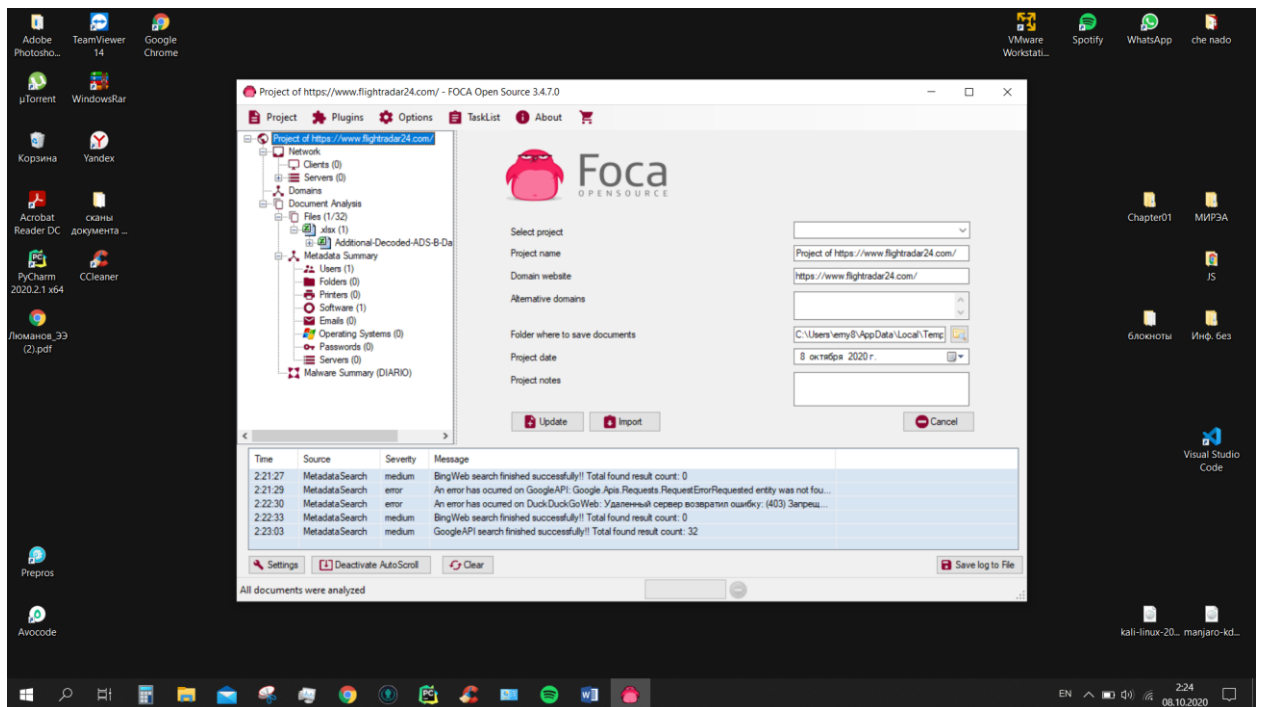 Adobe
Photosho...
TeamViewer
14
Google
Chrome
VMware
Workstati...
Spotify
WhatsApp
che nado
µTorrent
WindowsRar
Корзина
Yandex
Acrobat
Reader DC
сканы
документа ...
Chapter01
МИРЭА
PyCharm
2020.2.1 x64
CCleaner
JS
Люманов_ЭЭ
(2).pdf
блокноты
Инф. без
Visual Studio
Code
Prepros
Avocode
kali-linux-20...
manjaro-kd...
Project of https://www.flightradar24.com/ - FOCA Open Source 3.4.7.0
Project
Plugins
Options
TaskList
About
Project of https://www.flightradar24.com/
Network
Clients (0)
Servers (0)
Domains
Document Analysis
Files (1/32)
.xlsx (1)
Additional-Decoded-ADS-B-Da
Metadata Summary
Users (1)
Folders (0)
Printers (0)
Software (1)
Emails (0)
Operating Systems (0)
Passwords (0)
Servers (0)
Malware Summary (DIARIO)
Foca
OPENSOURCE
Select project
Project name
Project of https://www.flightradar24.com/
Domain website
https://www.flightradar24.com/
Alternative domains
Folder where to save documents
C:\Users\emy8\AppData\Local\Temp
Project date
8 октября 2020 г.
Project notes
Update
Import
Cancel
Time Source Severity Message
2:21:27 MetadataSearch medium BingWeb search finished successfully!! Total found result count: 0
2:21:29 MetadataSearch error An error has ocurred on GoogleAPI: Google.Apis.Requests.RequestErrorRequested entity was not fou...
2:22:30 MetadataSearch error An error has ocurred on DuckDuckGoWeb: Удаленный сервер возвратил ошибку: (403) Запрещ...
2:22:33 MetadataSearch medium BingWeb search finished successfully!! Total found result count: 0
2:23:03 MetadataSearch medium GoogleAPI search finished successfully!! Total found result count: 32
Settings
Deactivate AutoScroll
Clear
Save log to File
All documents were analyzed
EN
2:24
08.10.2020